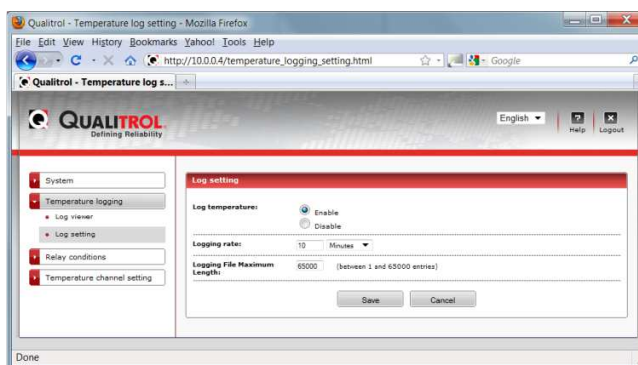 Qualitrol - Temperature log setting - Mozilla Firefox
File Edit View History Bookmarks Yahoo! Tools Help
http://10.0.0.4/temperature_logging_setting.html
Google
Qualitrol - Temperature log s...
QUALITROL
Defining Reliability
English
Help
Logout
System
Temperature logging
Log viewer
Log setting
Relay conditions
Temperature channel setting
Log setting
Log temperature:
Enable
Disable
Logging rate:
10 Minutes
Logging File Maximum Length:
65000 (between 1 and 65000 entries)
Save Cancel
Done